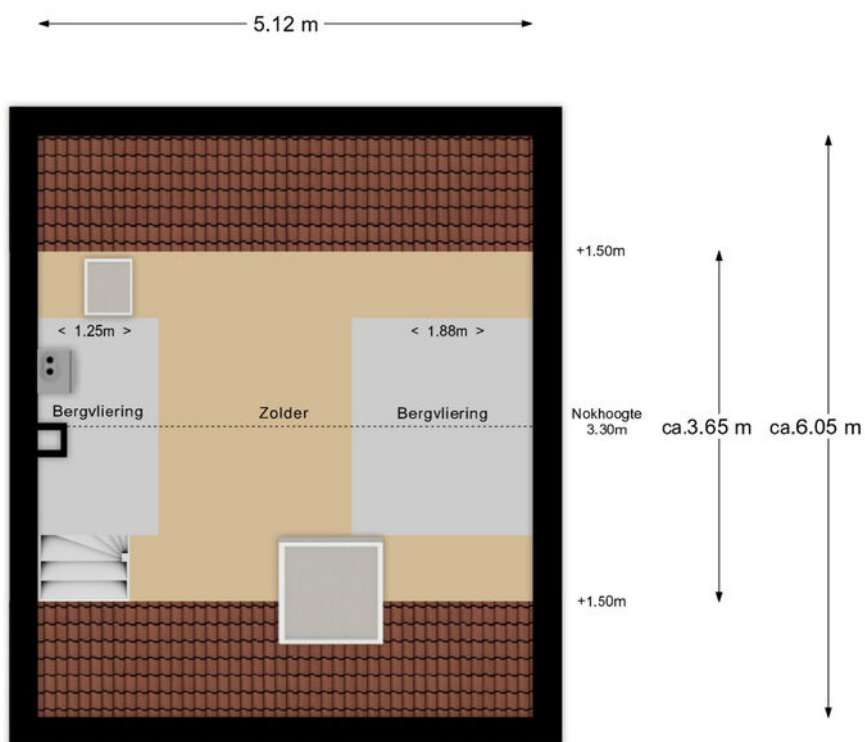 5.12 m
+1.50m
< 1.25m >
< 1.88m >
Bergvliering
Zolder
Bergvliering
Nokhoogte
3.30m
ca.3.65 m
ca.6.05 m
+1.50m